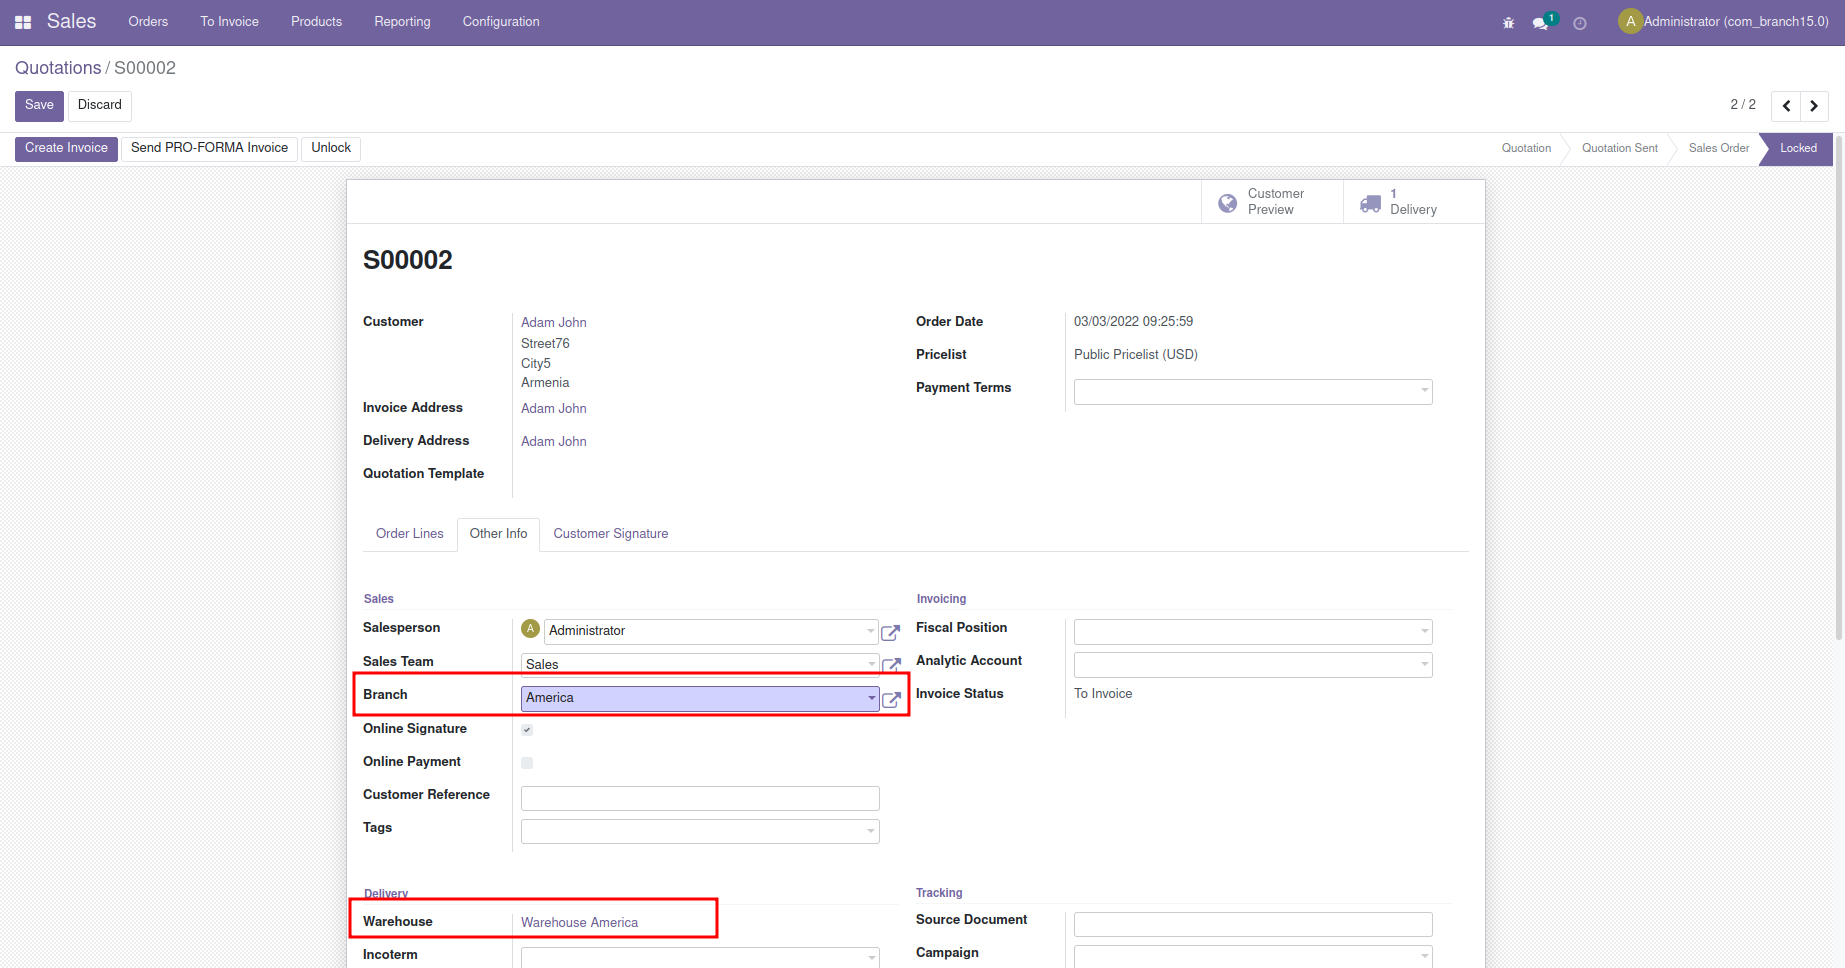 Sales Orders To Invoice Products Reporting Configuration 1 A Administrator (com_branch15.0)
Quotations / S00002
Save Discard 2 / 2
Create Invoice Send PRO-FORMA Invoice Unlock Quotation Quotation Sent Sales Order Locked
Customer Preview 1 Delivery
S00002
Customer Adam John Order Date 03/03/2022 09:25:59
Street76
City5 Pricelist Public Pricelist (USD)
Armenia Payment Terms
Invoice Address Adam John
Delivery Address Adam John
Quotation Template
Order Lines Other Info Customer Signature
Sales Invoicing
Salesperson A Administrator Fiscal Position
Sales Team Sales Analytic Account
Branch America Invoice Status To Invoice
Online Signature
Online Payment
Customer Reference
Tags
Delivery Tracking
Warehouse Warehouse America Source Document
Incoterm Campaign